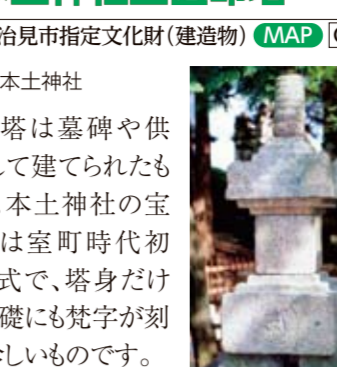 治見市指定文化財(建造物) MAP
本土神社
塔は墓碑や供
して建てられたも
本土神社の宝
は室町時代初
式で、塔身だけ
礎にも梵字が刻
しいものです。